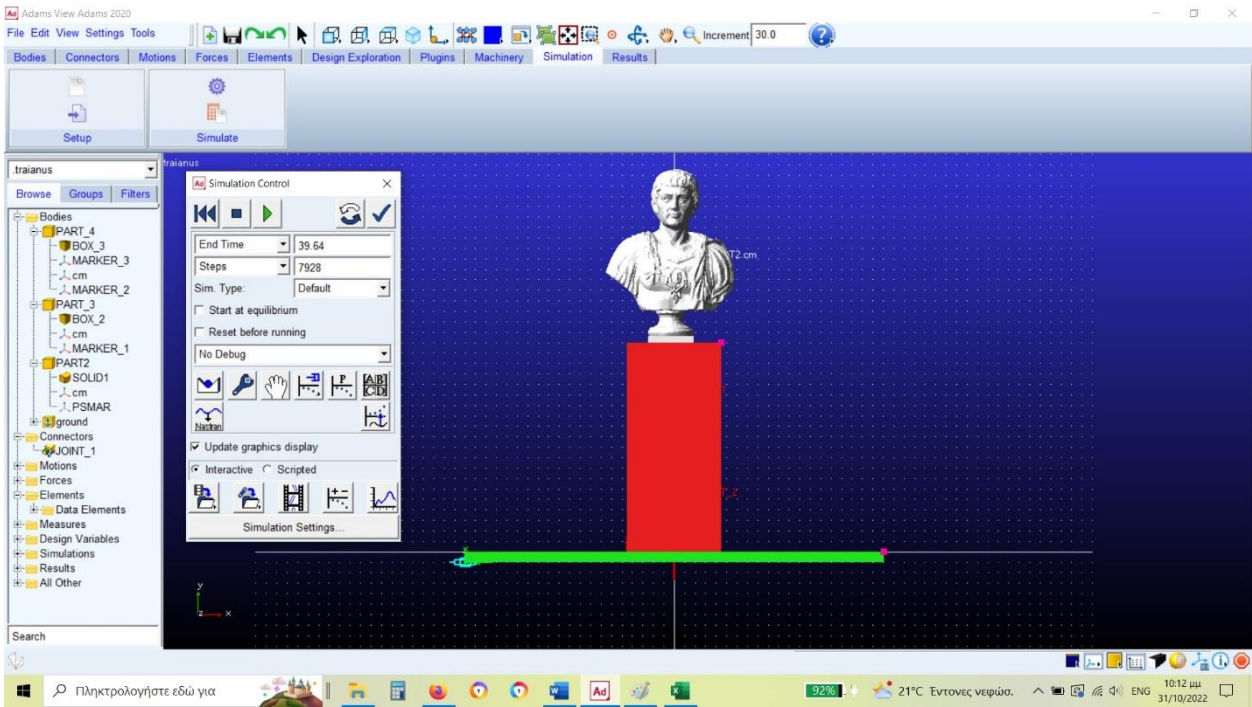 Ad Adams View Adams 2020
File Edit View Settings Tools
Increment 30.0
Bodies Connectors Motions Forces Elements Design Exploration Plugins Machinery Simulation Results
Setup Simulate
.traianus
traianus
Browse Groups Filters
Bodies
PART_4
BOX_3
MARKER_3
cm
MARKER_2
PART_3
BOX_2
cm
MARKER_1
PART2
SOLID1
cm
PSMAR
ground
Connectors
JOINT_1
Motions
Forces
Elements
Data Elements
Measures
Design Variables
Simulations
Results
All Other
Search
Ad Simulation Control
End Time 39.64
Steps 7928
Sim. Type: Default
Start at equilibrium
Reset before running
No Debug
P
A B
C D
Nastran
Update graphics display
Interactive Scripted
Simulation Settings...
T2.cm
y
z x
Πληκτρολογήστε εδώ για
Ad
92% 21°C Έντονες νεφώσ. ENG 10:12 μμ
31/10/2022